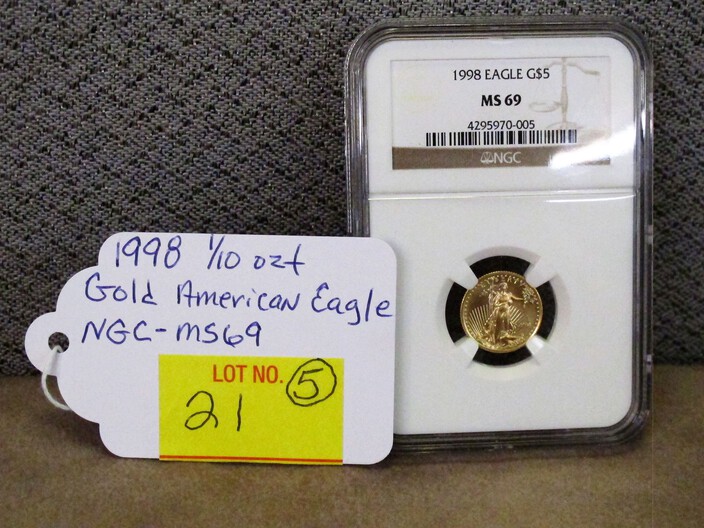 1998 EAGLE G$5
MS 69
4295970-005
NGC
1998 1/10 ozt
Gold American Eagle
NGC-MS69
LOT NO. 5
21